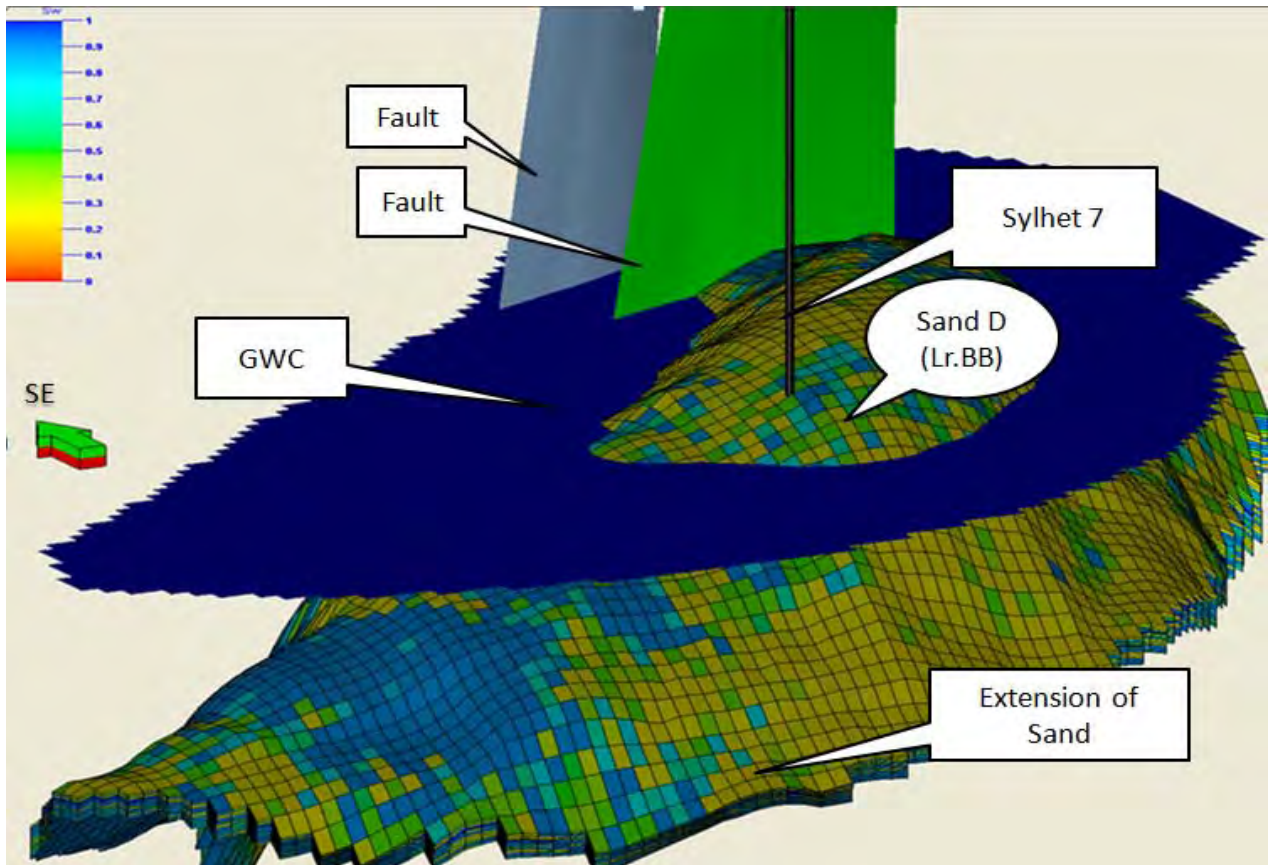 Sw
1
0.9
0.8
0.7
0.6
0.5
0.4
0.3
0.2
0.1
0
Fault
Fault
Sylhet 7
Sand D
(Lr.BB)
GWC
SE
Extension of
Sand